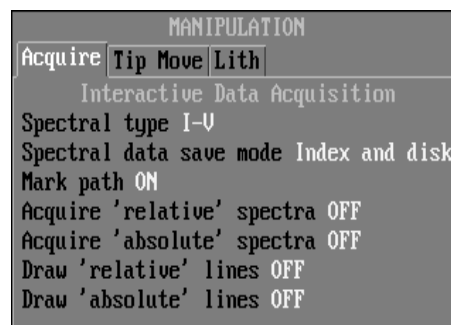 MANIPULATION
Acquire Tip Move Lith
Interactive Data Acquisition
Spectral type I-V
Spectral data save mode Index and disk
Mark path ON
Acquire 'relative' spectra OFF
Acquire 'absolute' spectra OFF
Draw 'relative' lines OFF
Draw 'absolute' lines OFF